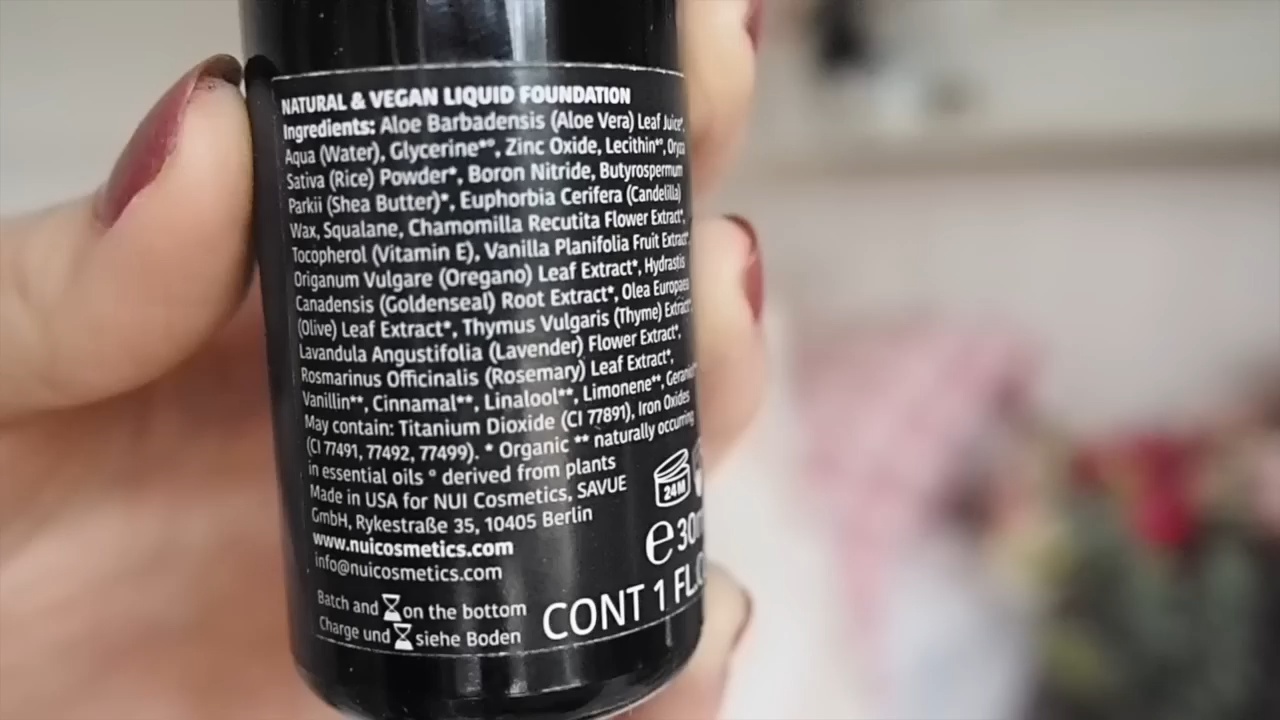 NATURAL & VEGAN LIQUID FOUNDATION
Ingredients: Aloe Barbadensis (Aloe Vera) Leaf Juice*,
Aqua (Water), Glycerine*°, Zinc Oxide, Lecithin*°, Oryza
Sativa (Rice) Powder*, Boron Nitride, Butyrospermum
Parkii (Shea Butter)*, Euphorbia Cerifera (Candelilla)
Wax, Squalane, Chamomilla Recutita Flower Extract*,
Tocopherol (Vitamin E), Vanilla Planifolia Fruit Extract*,
Origanum Vulgare (Oregano) Leaf Extract*, Hydrastis
Canadensis (Goldenseal) Root Extract*, Olea Europaea
(Olive) Leaf Extract*, Thymus Vulgaris (Thyme) Extract*,
Lavandula Angustifolia (Lavender) Flower Extract*,
Rosmarinus Officinalis (Rosemary) Leaf Extract*,
Vanillin**, Cinnamal**, Linalool**, Limonene**,
May contain: Titanium Dioxide (CI 77891), Iron Oxides
(CI 77491, 77492, 77499). * Organic ** naturally occurring
in essential oils ° derived from plants
Made in USA for NUI Cosmetics, SAVUE
GmbH, Rykestraße 35, 10405 Berlin
www.nuicosmetics.com
info@nuicosmetics.com
24M
℮ 30m
Batch and on the bottom
Charge und siehe Boden
CONT 1 FL.